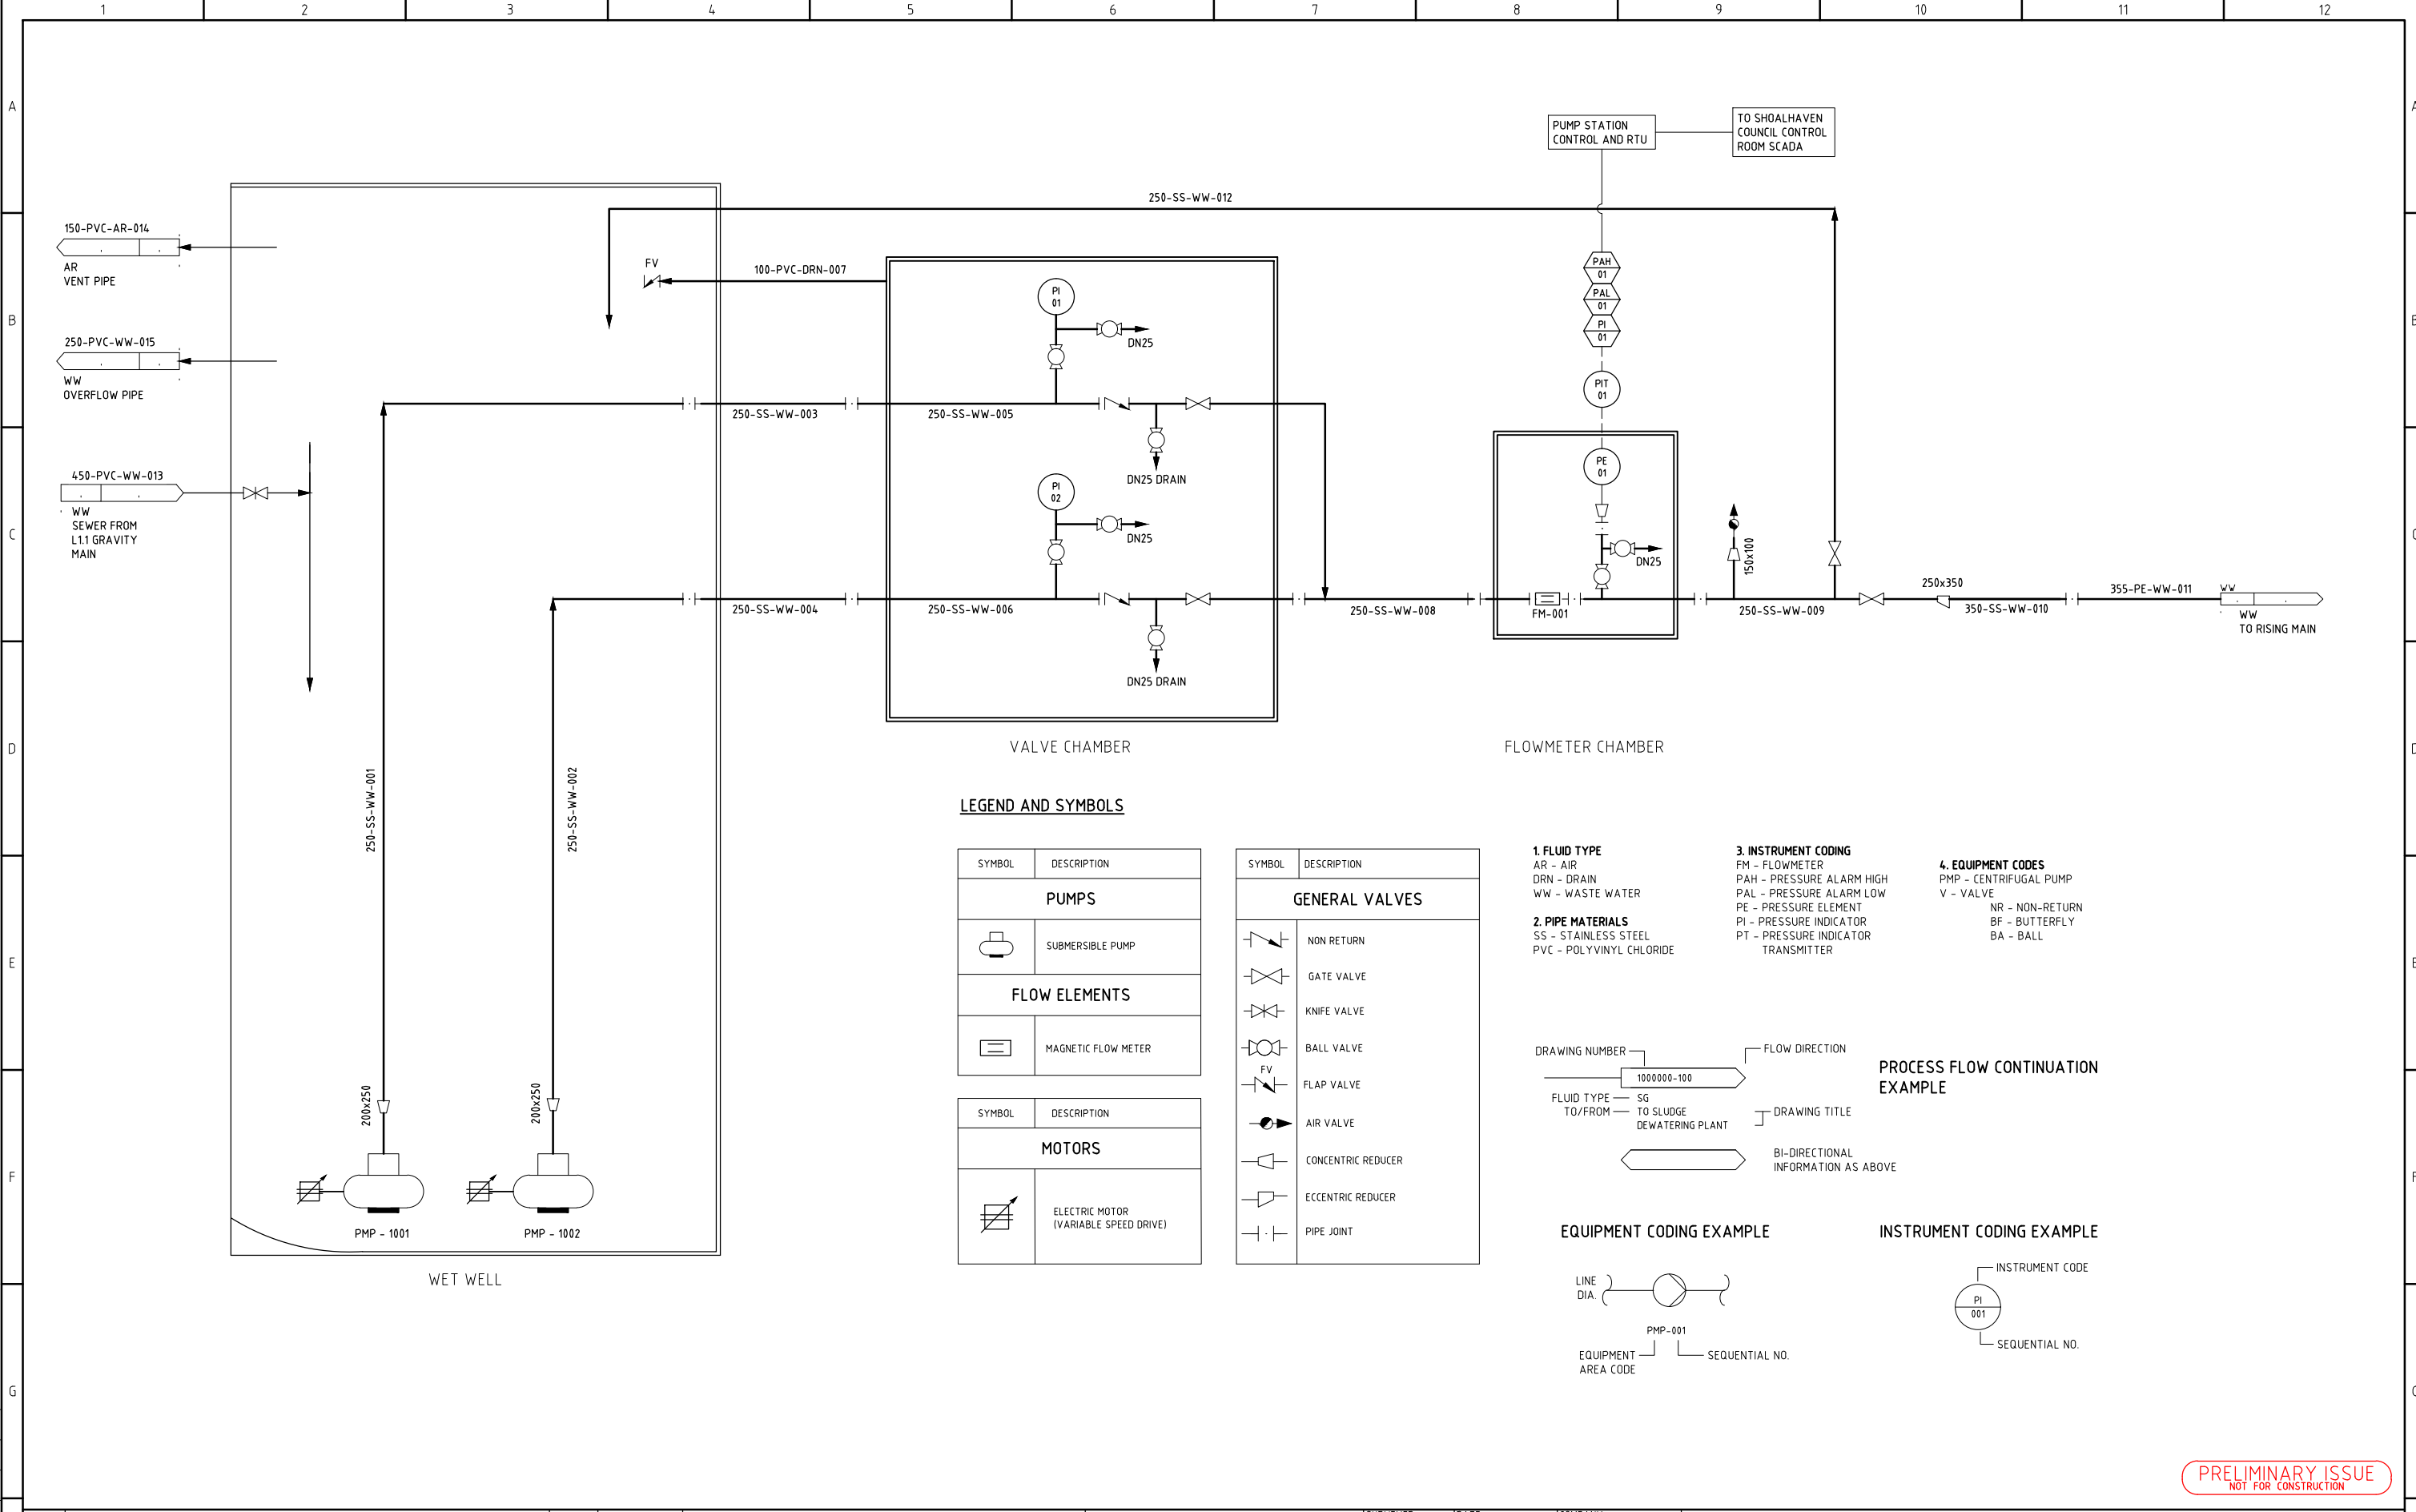 1 2 3 4 5 6 7 8 9 10 11 12
A
B
C
D
E
F
G
A
B
PUMP STATION
CONTROL AND RTU
TO SHOALHAVEN
COUNCIL CONTROL
ROOM SCADA
250-SS-WW-012
150-PVC-AR-014
AR
VENT PIPE
250-PVC-WW-015
WW
OVERFLOW PIPE
450-PVC-WW-013
WW
SEWER FROM
L1.1 GRAVITY
MAIN
FV
100-PVC-DRN-007
250-SS-WW-003
250-SS-WW-004
250-SS-WW-001
250-SS-WW-002
200x250
200x250
PMP - 1001
PMP - 1002
WET WELL
PI
01
DN25
250-SS-WW-005
DN25 DRAIN
PI
02
DN25
250-SS-WW-006
DN25 DRAIN
VALVE CHAMBER
250-SS-WW-008
PAH
01
PAL
01
PI
01
PIT
01
PE
01
DN25
FM-001
FLOWMETER CHAMBER
150x100
250-SS-WW-009
250x350
350-SS-WW-010
355-PE-WW-011
WW
WW
TO RISING MAIN
LEGEND AND SYMBOLS
SYMBOL DESCRIPTION
PUMPS
SUBMERSIBLE PUMP
FLOW ELEMENTS
MAGNETIC FLOW METER
SYMBOL DESCRIPTION
MOTORS
ELECTRIC MOTOR
(VARIABLE SPEED DRIVE)
SYMBOL DESCRIPTION
GENERAL VALVES
NON RETURN
GATE VALVE
KNIFE VALVE
BALL VALVE
FV
FLAP VALVE
AIR VALVE
CONCENTRIC REDUCER
ECCENTRIC REDUCER
PIPE JOINT
1. FLUID TYPE
AR - AIR
DRN - DRAIN
WW - WASTE WATER
2. PIPE MATERIALS
SS - STAINLESS STEEL
PVC - POLYVINYL CHLORIDE
3. INSTRUMENT CODING
FM - FLOWMETER
PAH - PRESSURE ALARM HIGH
PAL - PRESSURE ALARM LOW
PE - PRESSURE ELEMENT
PI - PRESSURE INDICATOR
PT - PRESSURE INDICATOR
TRANSMITTER
4. EQUIPMENT CODES
PMP - CENTRIFUGAL PUMP
V - VALVE
NR - NON-RETURN
BF - BUTTERFLY
BA - BALL
DRAWING NUMBER
FLOW DIRECTION
1000000-100
FLUID TYPE SG
TO/FROM TO SLUDGE
DEWATERING PLANT
DRAWING TITLE
PROCESS FLOW CONTINUATION
EXAMPLE
BI-DIRECTIONAL
INFORMATION AS ABOVE
EQUIPMENT CODING EXAMPLE
LINE
DIA.
PMP-001
EQUIPMENT
AREA CODE
SEQUENTIAL NO.
INSTRUMENT CODING EXAMPLE
INSTRUMENT CODE
PI
001
SEQUENTIAL NO.
PRELIMINARY ISSUE
NOT FOR CONSTRUCTION